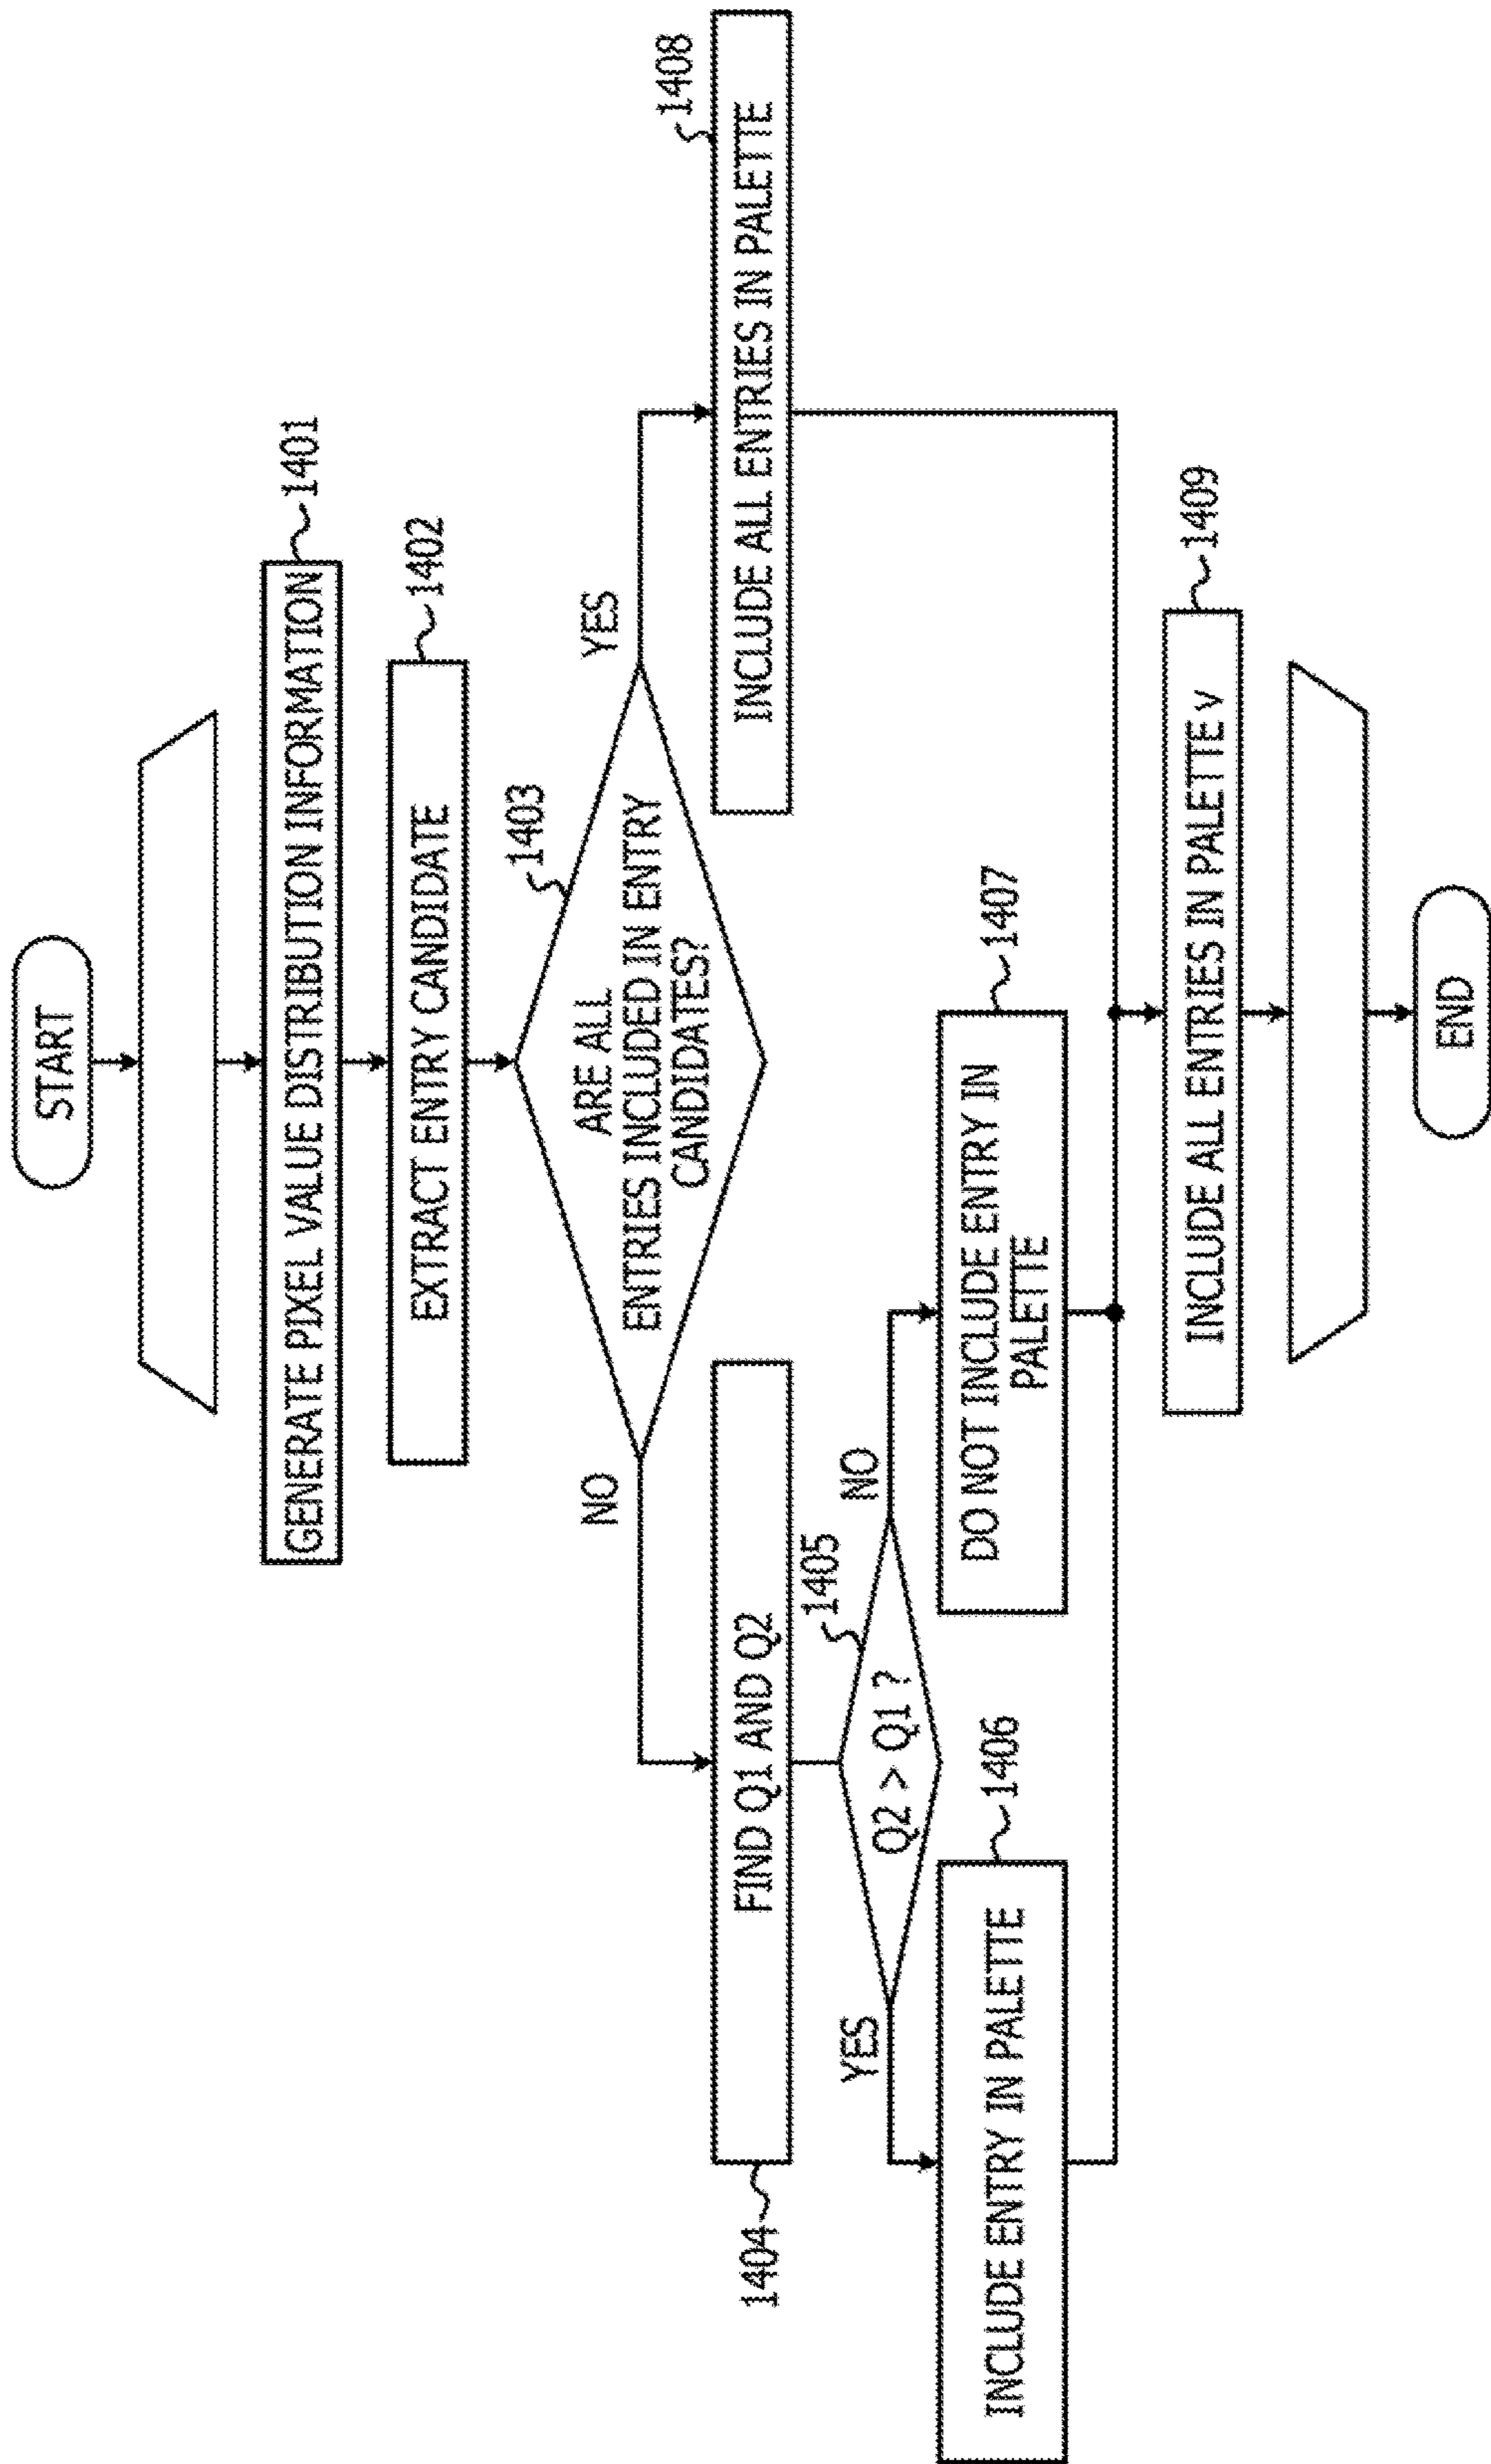 START
1401
GENERATE PIXEL VALUE DISTRIBUTION INFORMATION
1402
EXTRACT ENTRY CANDIDATE
1403
ARE ALL
ENTRIES INCLUDED IN ENTRY
CANDIDATES?
NO
YES
1404
FIND Q1 AND Q2
1408
INCLUDE ALL ENTRIES IN PALETTE
1405
Q2 > Q1 ?
YES
NO
1406
INCLUDE ENTRY IN PALETTE
1407
DO NOT INCLUDE ENTRY IN
PALETTE
1409
INCLUDE ALL ENTRIES IN PALETTE v
END